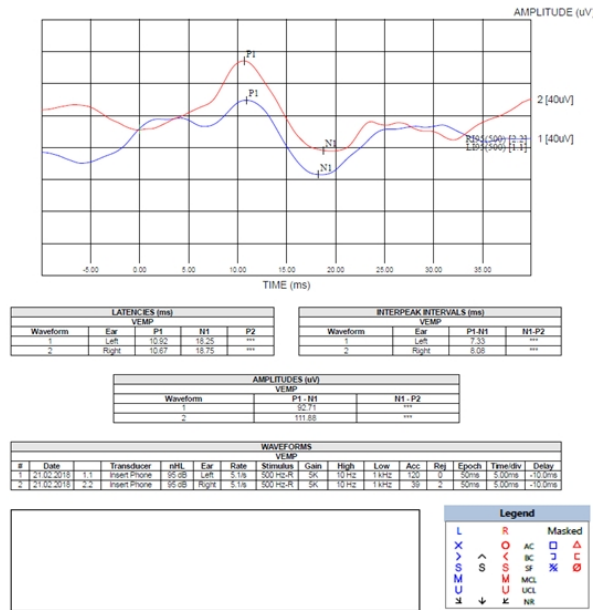 AMPLITUDE (uV)
P1
P1
2 [40uV]
N1
RI95(500) [2.2]
1 [40uV]
LI95(500) [1.1]
N1
-5.00 0.00 5.00 10.00 15.00 20.00 25.00 30.00 35.00
TIME (ms)
LATENCIES (ms)
VEMP
Waveform Ear P1 N1 P2
1 Left 10.92 18.25 ***
2 Right 10.67 18.75 ***
INTERPEAK INTERVALS (ms)
VEMP
Waveform Ear P1-N1 N1-P2
1 Left 7.33 ***
2 Right 8.08 ***
AMPLITUDES (uV)
VEMP
Waveform P1 - N1 N1 - P2
1 92.71 ***
2 111.88 ***
WAVEFORMS
VEMP
# Date Transducer nHL Ear Rate Stimulus Gain High Low Acc Rej Epoch Time/div Delay
1 21.02.2018 1.1 Insert Phone 95 dB Left 5.1/s 500 Hz-R 5K 10 Hz 1 kHz 120 0 50ms 5.00ms -10.0ms
2 21.02.2018 2.2 Insert Phone 95 dB Right 5.1/s 500 Hz-R 5K 10 Hz 1 kHz 39 2 50ms 5.00ms -10.0ms
Legend
L R Masked
AC
BC
S S S SF
M M MCL
U U UCL
NR